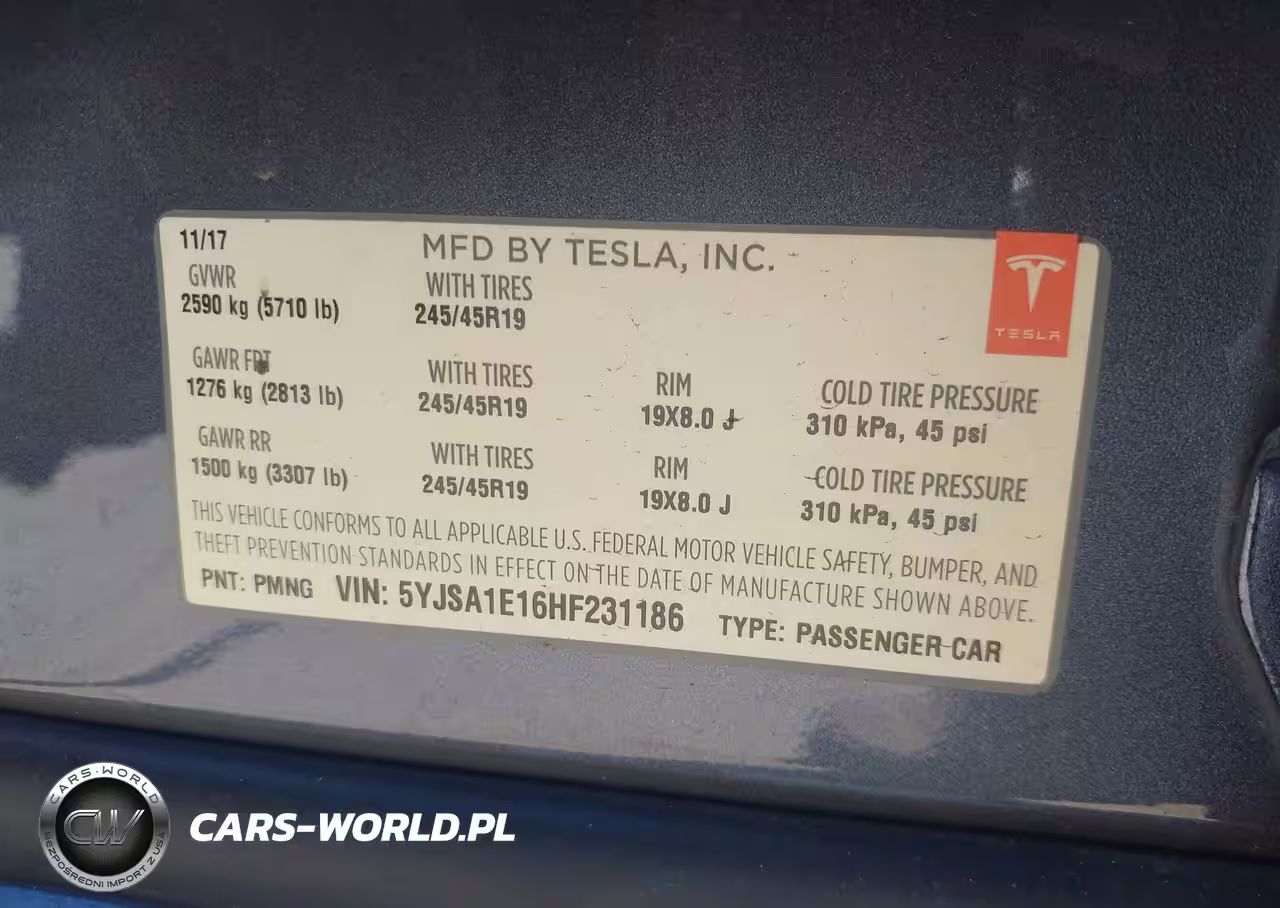 11/17
MFD BY TESLA, INC.
GVWR WITH TIRES
2590 kg (5710 lb) 245/45R19
TESLA
GAWR FRT WITH TIRES RIM COLD TIRE PRESSURE
1276 kg (2813 lb) 245/45R19 19X8.0 J 310 kPa, 45 psi
GAWR RR WITH TIRES RIM COLD TIRE PRESSURE
1500 kg (3307 lb) 245/45R19 19X8.0 J 310 kPa, 45 psi
THIS VEHICLE CONFORMS TO ALL APPLICABLE U.S. FEDERAL MOTOR VEHICLE SAFETY, BUMPER, AND
THEFT PREVENTION STANDARDS IN EFFECT ON THE DATE OF MANUFACTURE SHOWN ABOVE.
PNT: PMNG VIN: 5YJSA1E16HF231186 TYPE: PASSENGER CAR
CARS-WORLD
CW
BEZPOŚREDNI IMPORT Z USA
CARS-WORLD.PL